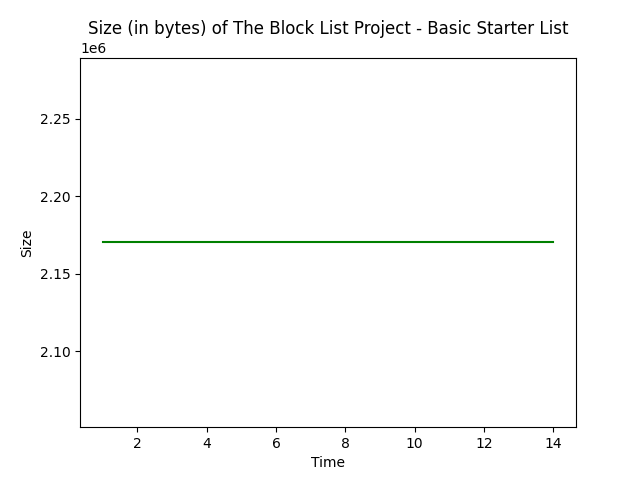 Size (in bytes) of The Block List Project - Basic Starter List
1e6
2.25
2.20
2.15
2.10
Size
2 4 6 8 10 12 14
Time